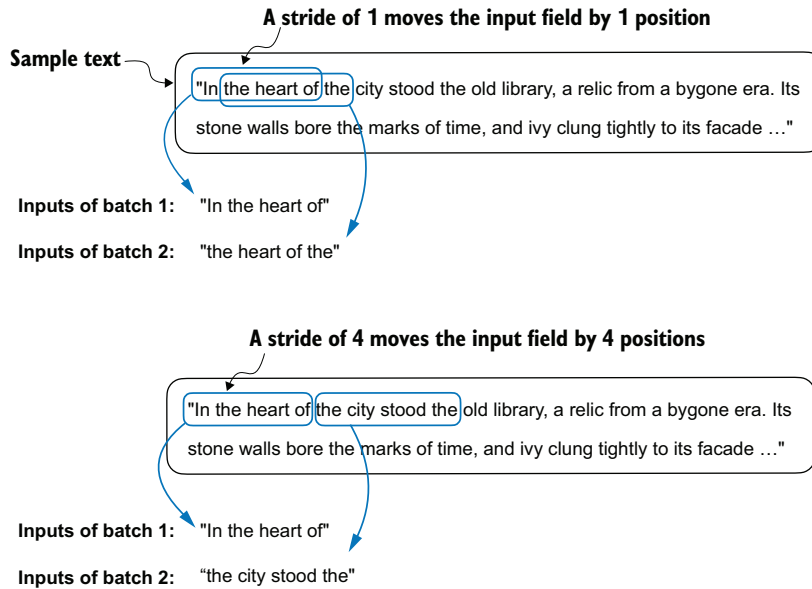 A stride of 1 moves the input field by 1 position
Sample text
"In the heart of the city stood the old library, a relic from a bygone era. Its
stone walls bore the marks of time, and ivy clung tightly to its facade …"
Inputs of batch 1: "In the heart of"
Inputs of batch 2: "the heart of the"
A stride of 4 moves the input field by 4 positions
"In the heart of the city stood the old library, a relic from a bygone era. Its
stone walls bore the marks of time, and ivy clung tightly to its facade …"
Inputs of batch 1: "In the heart of"
Inputs of batch 2: “the city stood the"